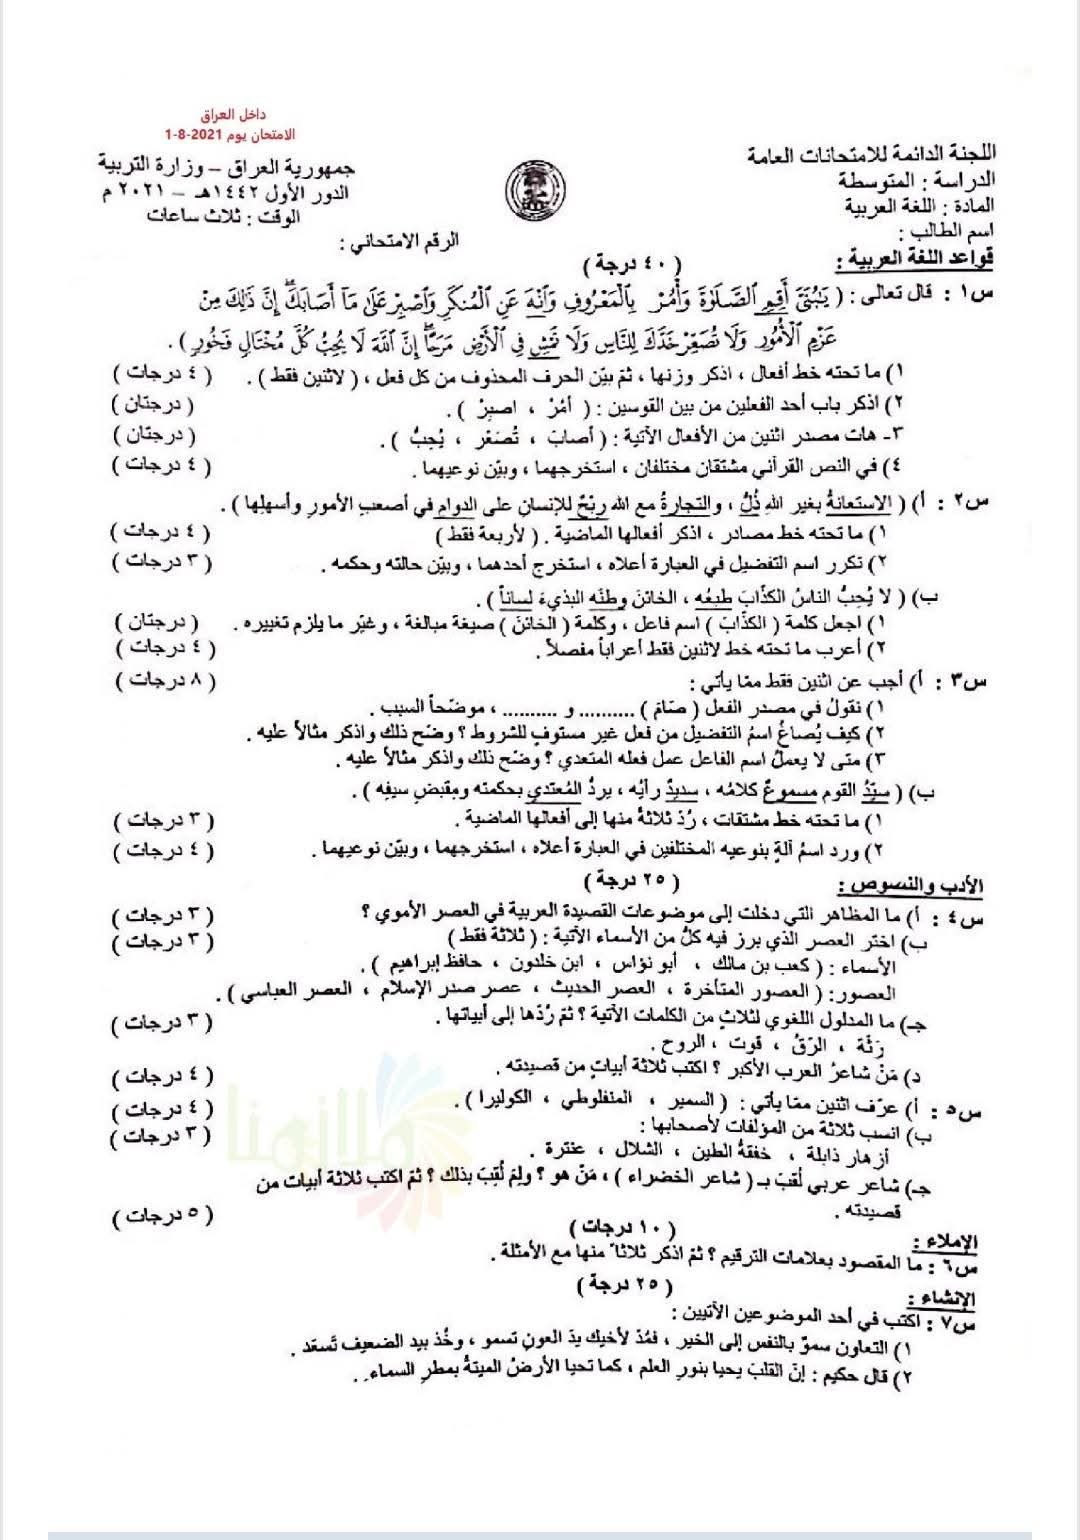 داخل العراق
الامتحان يوم 2021-8-1
اللجنة الدائمة للامتحانات العامة
الدراسة : المتوسطة
المادة : اللغة العربية
اسم الطالب :
جمهورية العراق – وزارة التربية
الدور الأول ١٤٤٢هـ – ٢٠٢١ م
الوقت : ثلاث ساعات
الرقم الامتحاني :
قواعد اللغة العربية : ( ٤٠ درجة )
س١ : قال تعالى : ( يَٰبُنَيَّ أَقِمِ ٱلصَّلَوٰةَ وَأۡمُرۡ بِٱلۡمَعۡرُوفِ وَٱنۡهَ عَنِ ٱلۡمُنكَرِ وَٱصۡبِرۡ عَلَىٰ مَآ أَصَابَكَۖ إِنَّ ذَٰلِكَ مِنۡ
عَزۡمِ ٱلۡأُمُورِ وَلَا تُصَعِّرۡ خَدَّكَ لِلنَّاسِ وَلَا تَمۡشِ فِي ٱلۡأَرۡضِ مَرَحًاۖ إِنَّ ٱللَّهَ لَا يُحِبُّ كُلَّ مُخۡتَالٖ فَخُورٖ ) .
١) ما تحته خط أفعال ، اذكر وزنها ، ثمّ بيّن الحرف المحذوف من كل فعل ، ( لاثنين فقط ) . ( ٤ درجات )
٢) اذكر باب أحد الفعلين من بين القوسين : ( أمُرْ ، اصبِرْ ) . ( درجتان )
٣- هات مصدر اثنين من الأفعال الآتية : ( أصابَ ، تُصَعّر ، يُحِبُّ ) . ( درجتان )
٤) في النص القرآني مشتقان مختلفان ، استخرجهما ، وبيّن نوعيهما . ( ٤ درجات )
س٢ : أ) ( الاستعانةُ بغير اللهِ ذُلٌ ، والتجارةُ مع الله رِبْحٌ للإنسانِ على الدوام في أصعبِ الأمورِ وأسهلِها ) .
١) ما تحته خط مصادر ، اذكر أفعالها الماضية . ( لأربعة فقط ) ( ٤ درجات )
٢) تكرر اسم التفضيل في العبارة أعلاه ، استخرج أحدهما ، وبيّن حالته وحكمه . ( ٣ درجات )
ب) ( لا يُحِبُّ الناسُ الكذّابَ طبعُه ، الخائنَ وطنَه البذيءَ لساناً ) .
١) اجعل كلمة ( الكذّابَ ) اسم فاعل ، وكلمة ( الخائنَ ) صيغة مبالغة ، وغيّر ما يلزم تغييره . ( درجتان )
٢) أعرب ما تحته خط لاثنين فقط أعراباً مفصلاً . ( ٤ درجات )
س٣ : أ) أجب عن اثنين فقط ممّا يأتي : ( ٨ درجات )
١) نقولُ في مصدر الفعل ( صَامَ ) .......... و .......... ، موضّحاً السبب .
٢) كيف يُصاغُ اسمُ التفضيل من فعل غير مستوفٍ للشروط ؟ وضّح ذلك واذكر مثالاً عليه .
٣) متى لا يعملُ اسم الفاعل عمل فعله المتعدي ؟ وضّح ذلك واذكر مثالاً عليه .
ب) ( سيّدُ القوم مسموعٌ كلامُه ، سديدٌ رأيُه ، يردُّ المُعتدي بحكمته ومِقبضِ سيفِه ) .
١) ما تحته خط مشتقات ، رُدّ ثلاثةً منها إلى أفعالها الماضية . ( ٣ درجات )
٢) ورد اسمُ آلةٍ بنوعيه المختلفين في العبارة أعلاه ، استخرجهما ، وبيّن نوعيهما . ( ٤ درجات )
الأدب والنصوص : ( ٢٥ درجة )
س٤ : أ) ما المظاهر التي دخلت إلى موضوعات القصيدة العربية في العصر الأموي ؟ ( ٣ درجات )
ب) اختر العصر الذي برز فيه كلّ من الأسماء الآتية : ( ثلاثة فقط ) ( ٣ درجات )
الأسماء : ( كعب بن مالك ، أبو نؤاس ، ابن خلدون ، حافظ إبراهيم ) .
العصور: ( العصور المتأخرة ، العصر الحديث ، عصر صدر الإسلام ، العصر العباسي ) .
جـ) ما المدلول اللغوي لثلاثٍ من الكلمات الآتية ؟ ثمّ رُدّها إلى أبياتها . ( ٣ درجات )
رَثّة ، الرّقُ ، قوت ، الروح .
د) مَنْ شاعرُ العرب الأكبر ؟ اكتب ثلاثة أبياتٍ من قصيدته . ( ٤ درجات )
س٥ : أ) عرّف اثنين ممّا يأتي : ( السمير ، المنفلوطي ، الكوليرا ) . ( ٤ درجات )
ب) انسب ثلاثة من المؤلفات لأصحابها : ( ٣ درجات )
أزهار ذابلة ، خفقةُ الطين ، الشلال ، عنترة .
جـ) شاعر عربي لُقبَ بـ ( شاعر الخضراء ) ، مَنْ هو ؟ ولِمَ لُقِبَ بذلك ؟ ثمّ اكتب ثلاثة أبيات من
قصيدته . ( ٥ درجات )
ملازمنا
الإملاء : ( ١٠ درجات )
س٦ : ما المقصود بعلامات الترقيم ؟ ثمّ اذكر ثلاثاً منها مع الأمثلة .
الإنشاء : ( ٢٥ درجة )
س٧ : اكتب في أحد الموضوعين الآتيين :
١) التعاون سموّ بالنفس إلى الخير ، فمُدّ لأخيك يدَ العونِ تسمو ، وخُذ بيد الضعيف تَسعَد .
٢) قال حكيم : إنّ القلبَ يحيا بنورِ العلم ، كما تحيا الأرضُ الميتةُ بمطرِ السماء .